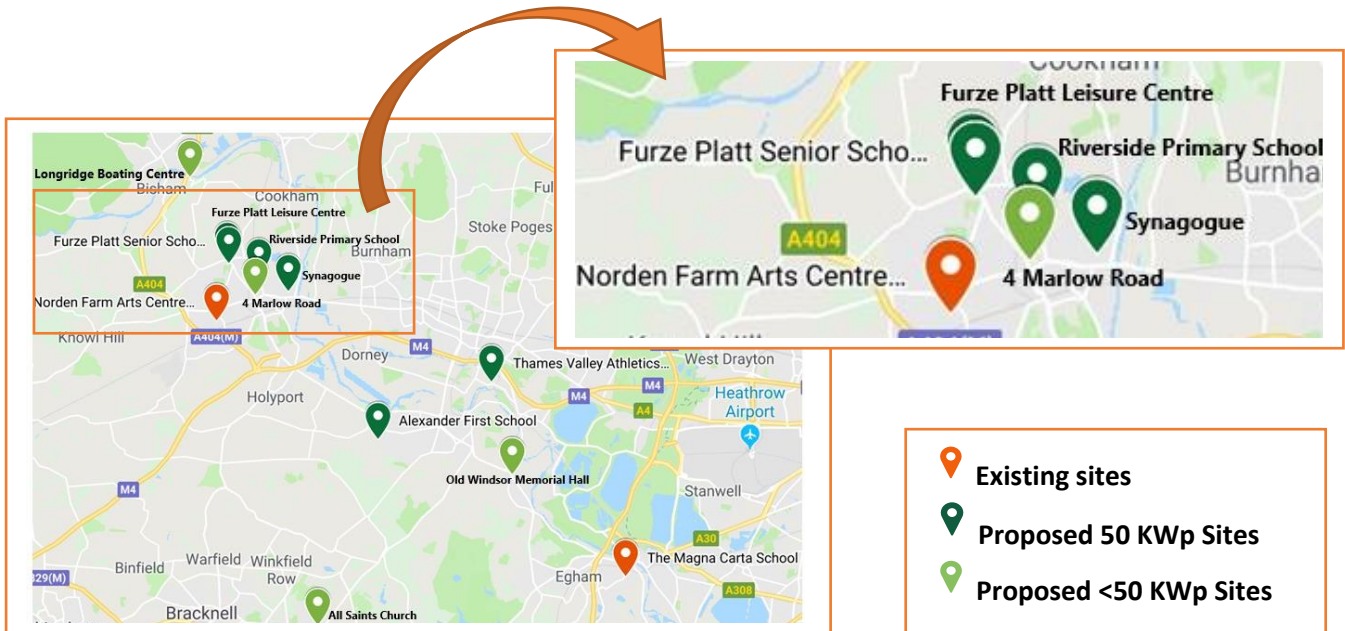 Longridge Boating Centre
Bisham
Cookham
Ful
Furze Platt Leisure Centre
Stoke Poges
Furze Platt Senior Scho...
Riverside Primary School
Burnham
Synagogue
A404
Norden Farm Arts Centre...
4 Marlow Road
Knowl Hill
A404(M)
Dorney
M4
Thames Valley Athletics...
West Drayton
M4
M4
Heathrow
Airport
A4
Holyport
Alexander First School
Old Windsor Memorial Hall
M4
Stanwell
A30
The Magna Carta School
Binfield
Warfield
Winkfield
Row
Egham
329(M)
A308
Bracknell
All Saints Church
Cookham
Furze Platt Leisure Centre
Furze Platt Senior Scho...
Riverside Primary School
Burnha
Synagogue
A404
Norden Farm Arts Centre...
4 Marlow Road
Existing sites
Proposed 50 KWp Sites
Proposed <50 KWp Sites